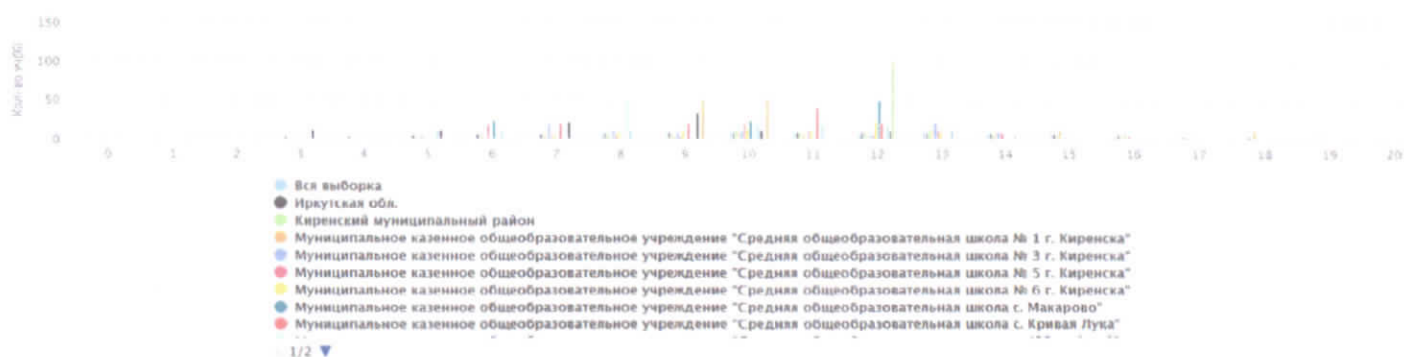 150
100
50
0
Кол-во уч(%)
0 1 2 3 4 5 6 7 8 9 10 11 12 13 14 15 16 17 18 19 20
Вся выборка
Иркутская обл.
Киренский муниципальный район
Муниципальное казенное общеобразовательное учреждение "Средняя общеобразовательная школа № 1 г. Киренска"
Муниципальное казенное общеобразовательное учреждение "Средняя общеобразовательная школа № 3 г. Киренска"
Муниципальное казенное общеобразовательное учреждение "Средняя общеобразовательная школа № 5 г. Киренска"
Муниципальное казенное общеобразовательное учреждение "Средняя общеобразовательная школа № 6 г. Киренска"
Муниципальное казенное общеобразовательное учреждение "Средняя общеобразовательная школа с. Макарово"
Муниципальное казенное общеобразовательное учреждение "Средняя общеобразовательная школа с. Кривая Лука"
1/2